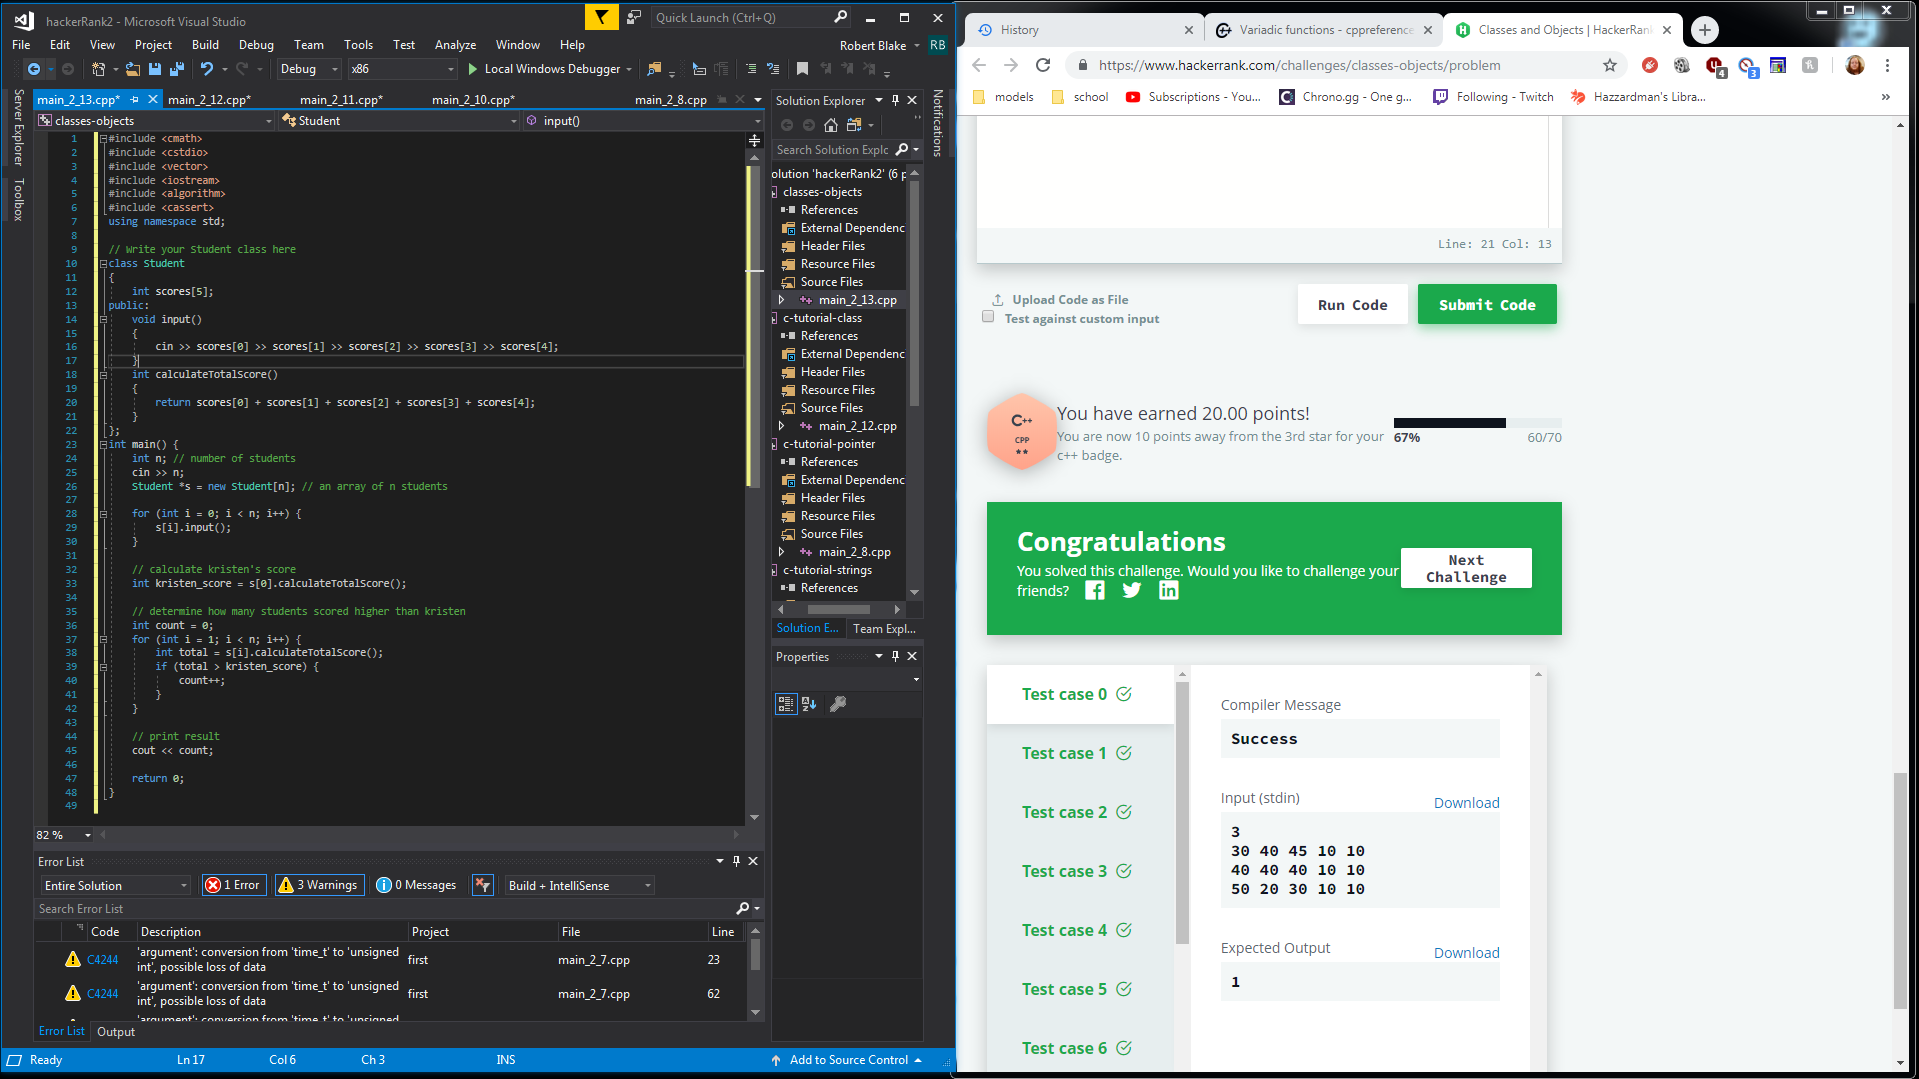 hackerRank2 - Microsoft Visual Studio
Quick Launch (Ctrl+Q)
File Edit View Project Build Debug Team Tools Test Analyze Window Help
Robert Blake RB
Debug x86 Local Windows Debugger
Server Explorer
Toolbox
main_2_13.cpp* main_2_12.cpp* main_2_11.cpp* main_2_10.cpp* main_2_8.cpp
classes-objects Student input()
1 #include <cmath>
2 #include <cstdio>
3 #include <vector>
4 #include <iostream>
5 #include <algorithm>
6 #include <cassert>
7 using namespace std;
8
9 // Write your Student class here
10 class Student
11 {
12 int scores[5];
13 public:
14 void input()
15 {
16 cin >> scores[0] >> scores[1] >> scores[2] >> scores[3] >> scores[4];
17 }
18 int calculateTotalScore()
19 {
20 return scores[0] + scores[1] + scores[2] + scores[3] + scores[4];
21 }
22 };
23 int main() {
24 int n; // number of students
25 cin >> n;
26 Student *s = new Student[n]; // an array of n students
27
28 for (int i = 0; i < n; i++) {
29 s[i].input();
30 }
31
32 // calculate kristen's score
33 int kristen_score = s[0].calculateTotalScore();
34
35 // determine how many students scored higher than kristen
36 int count = 0;
37 for (int i = 1; i < n; i++) {
38 int total = s[i].calculateTotalScore();
39 if (total > kristen_score) {
40 count++;
41 }
42 }
43
44 // print result
45 cout << count;
46
47 return 0;
48 }
49
82 %
Error List
Entire Solution 1 Error 3 Warnings 0 Messages Build + IntelliSense
Search Error List
Code Description Project File Line
C4244 'argument': conversion from 'time_t' to 'unsigned int', possible loss of data first main_2_7.cpp 23
C4244 'argument': conversion from 'time_t' to 'unsigned int', possible loss of data first main_2_7.cpp 62
'argument': conversion from 'time_t' to 'unsigned
Error List Output
Ready Ln 17 Col 6 Ch 3 INS Add to Source Control
Solution Explorer
Notifications
Search Solution Explc
olution 'hackerRank2' (6 p
classes-objects
References
External Dependenc
Header Files
Resource Files
Source Files
main_2_13.cpp
c-tutorial-class
References
External Dependenc
Header Files
Resource Files
Source Files
main_2_12.cpp
c-tutorial-pointer
References
External Dependenc
Header Files
Resource Files
Source Files
main_2_8.cpp
c-tutorial-strings
References
Solution E... Team Expl...
Properties
History
Variadic functions - cppreference
Classes and Objects | HackerRank
https://www.hackerrank.com/challenges/classes-objects/problem
4
3
models school Subscriptions - You... Chrono.gg - One g... Following - Twitch Hazzardman's Libra... »
Line: 21 Col: 13
Upload Code as File
Test against custom input
Run Code
Submit Code
C++
CPP
**
You have earned 20.00 points!
You are now 10 points away from the 3rd star for your
c++ badge.
67% 60/70
Congratulations
You solved this challenge. Would you like to challenge your
friends?
Next
Challenge
Test case 0
Test case 1
Test case 2
Test case 3
Test case 4
Test case 5
Test case 6
Compiler Message
Success
Input (stdin) Download
3
30 40 45 10 10
40 40 40 10 10
50 20 30 10 10
Expected Output Download
1